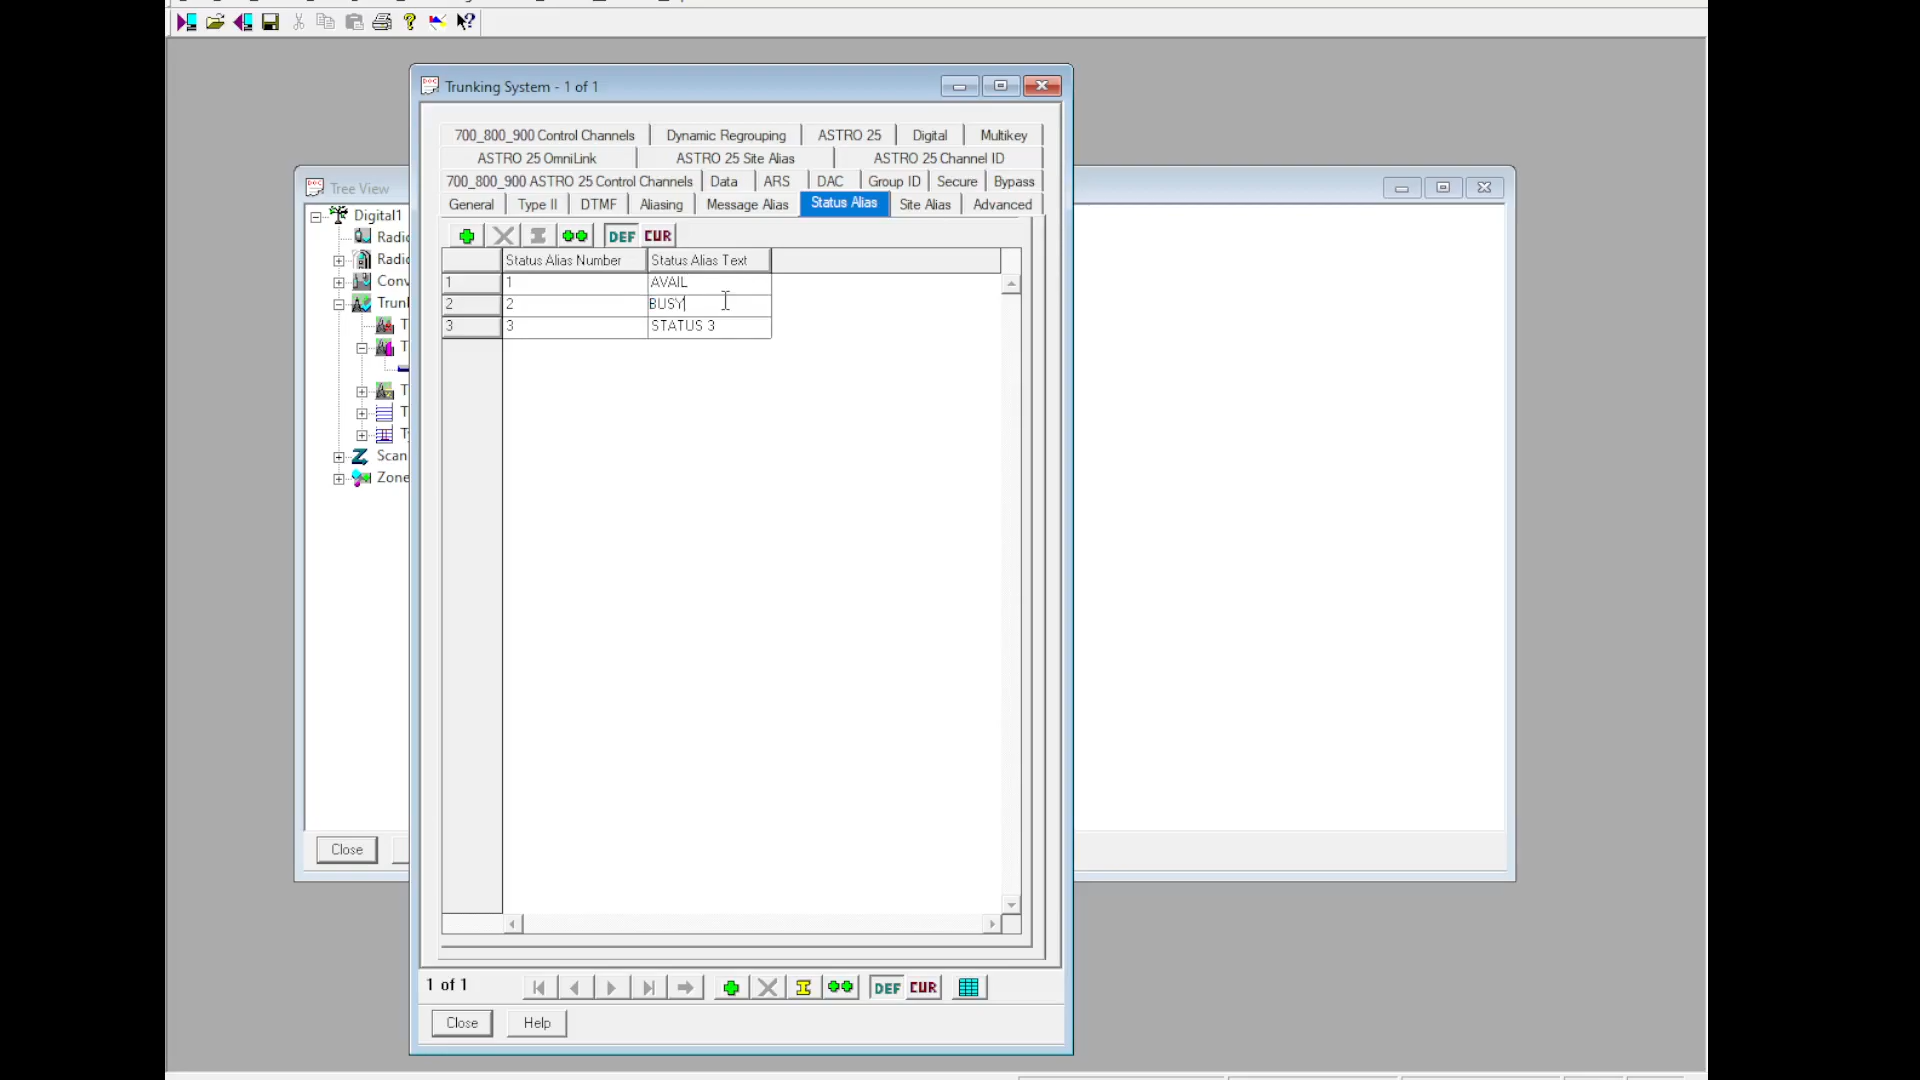 Trunking System - 1 of 1
700_800_900 Control Channels Dynamic Regrouping ASTRO 25 Digital Multikey
ASTRO 25 OmniLink ASTRO 25 Site Alias ASTRO 25 Channel ID
700_800_900 ASTRO 25 Control Channels Data ARS DAC Group ID Secure Bypass
General Type II DTMF Aliasing Message Alias Status Alias Site Alias Advanced
DEF CUR
Status Alias Number Status Alias Text
1 1 AVAIL
2 2 BUSY
3 3 STATUS 3
1 of 1
DEF CUR
Close Help
Tree View
Digital1
Radio
Radi
Conv
Trun
T
T
T
T
Ty
Scan
Zone
Close